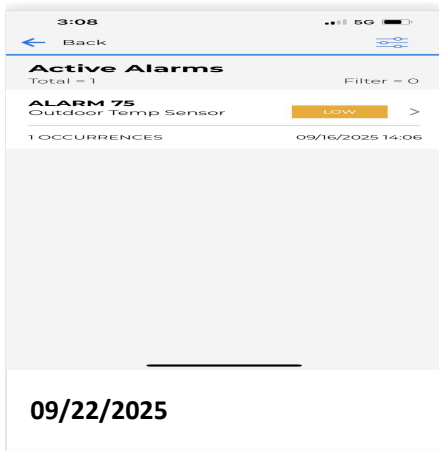 3:08 5G
Back
Active Alarms
Total = 1 Filter = 0
ALARM 75
Outdoor Temp Sensor LOW >
1 OCCURRENCES 09/16/2025 14:06
09/22/2025